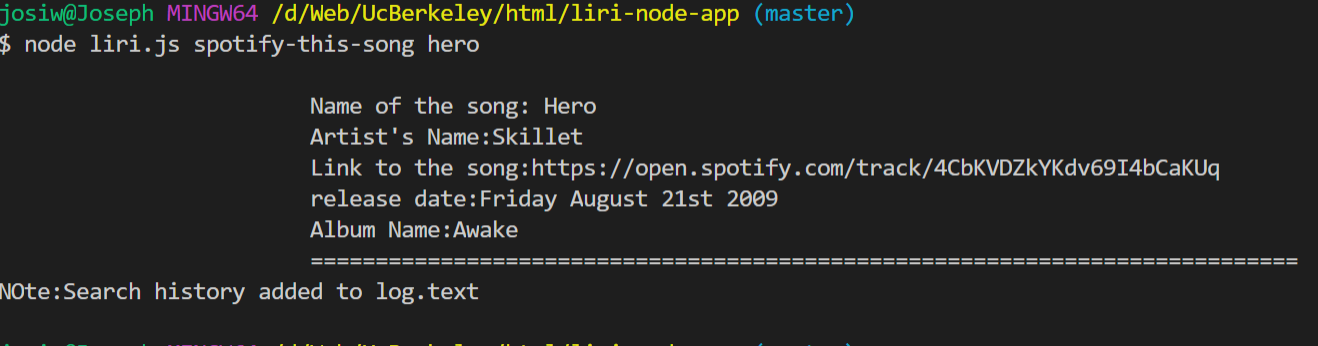 josiw@Joseph MINGW64 /d/Web/UcBerkeley/html/liri-node-app (master)
$ node liri.js spotify-this-song hero
Name of the song: Hero
Artist's Name:Skillet
Link to the song:https://open.spotify.com/track/4CbKVDZkYKdv69I4bCaKUq
release date:Friday August 21st 2009
Album Name:Awake
============================================================================
NOte:Search history added to log.text